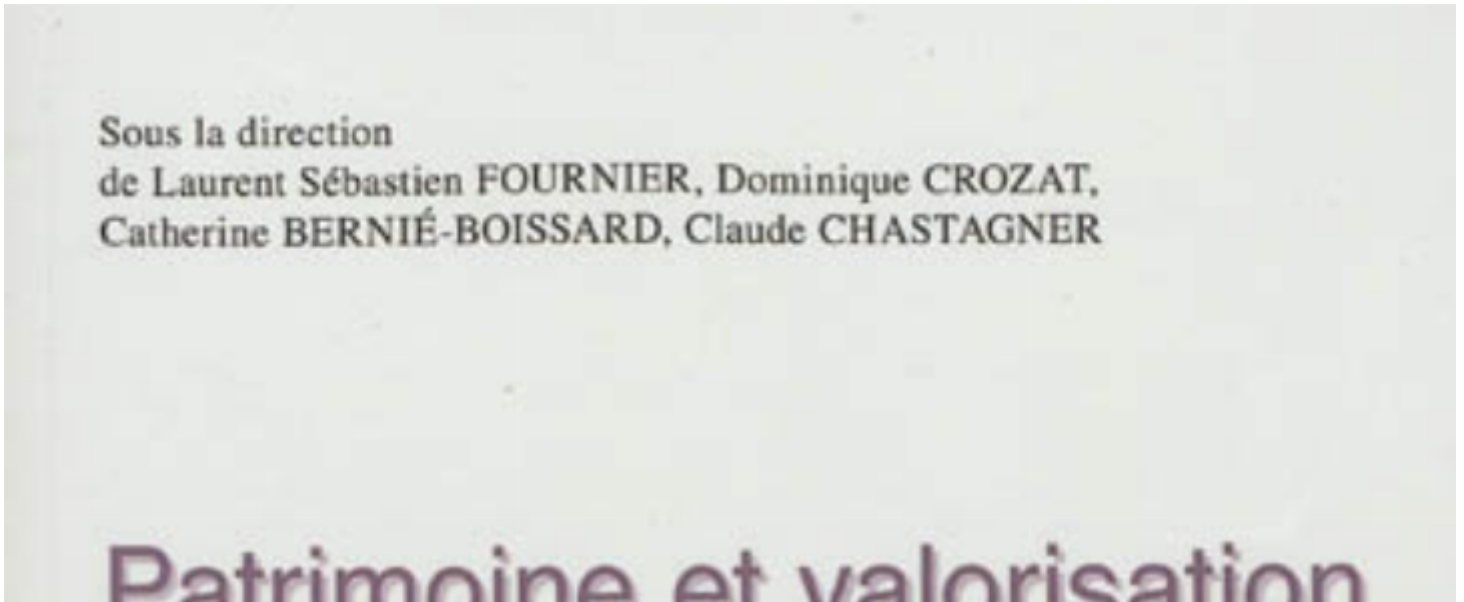 Sous la direction
de Laurent Sébastien FOURNIER, Dominique CROZAT,
Catherine BERNIÉ-BOISSARD, Claude CHASTAGNER
Patrimoine et valorisation